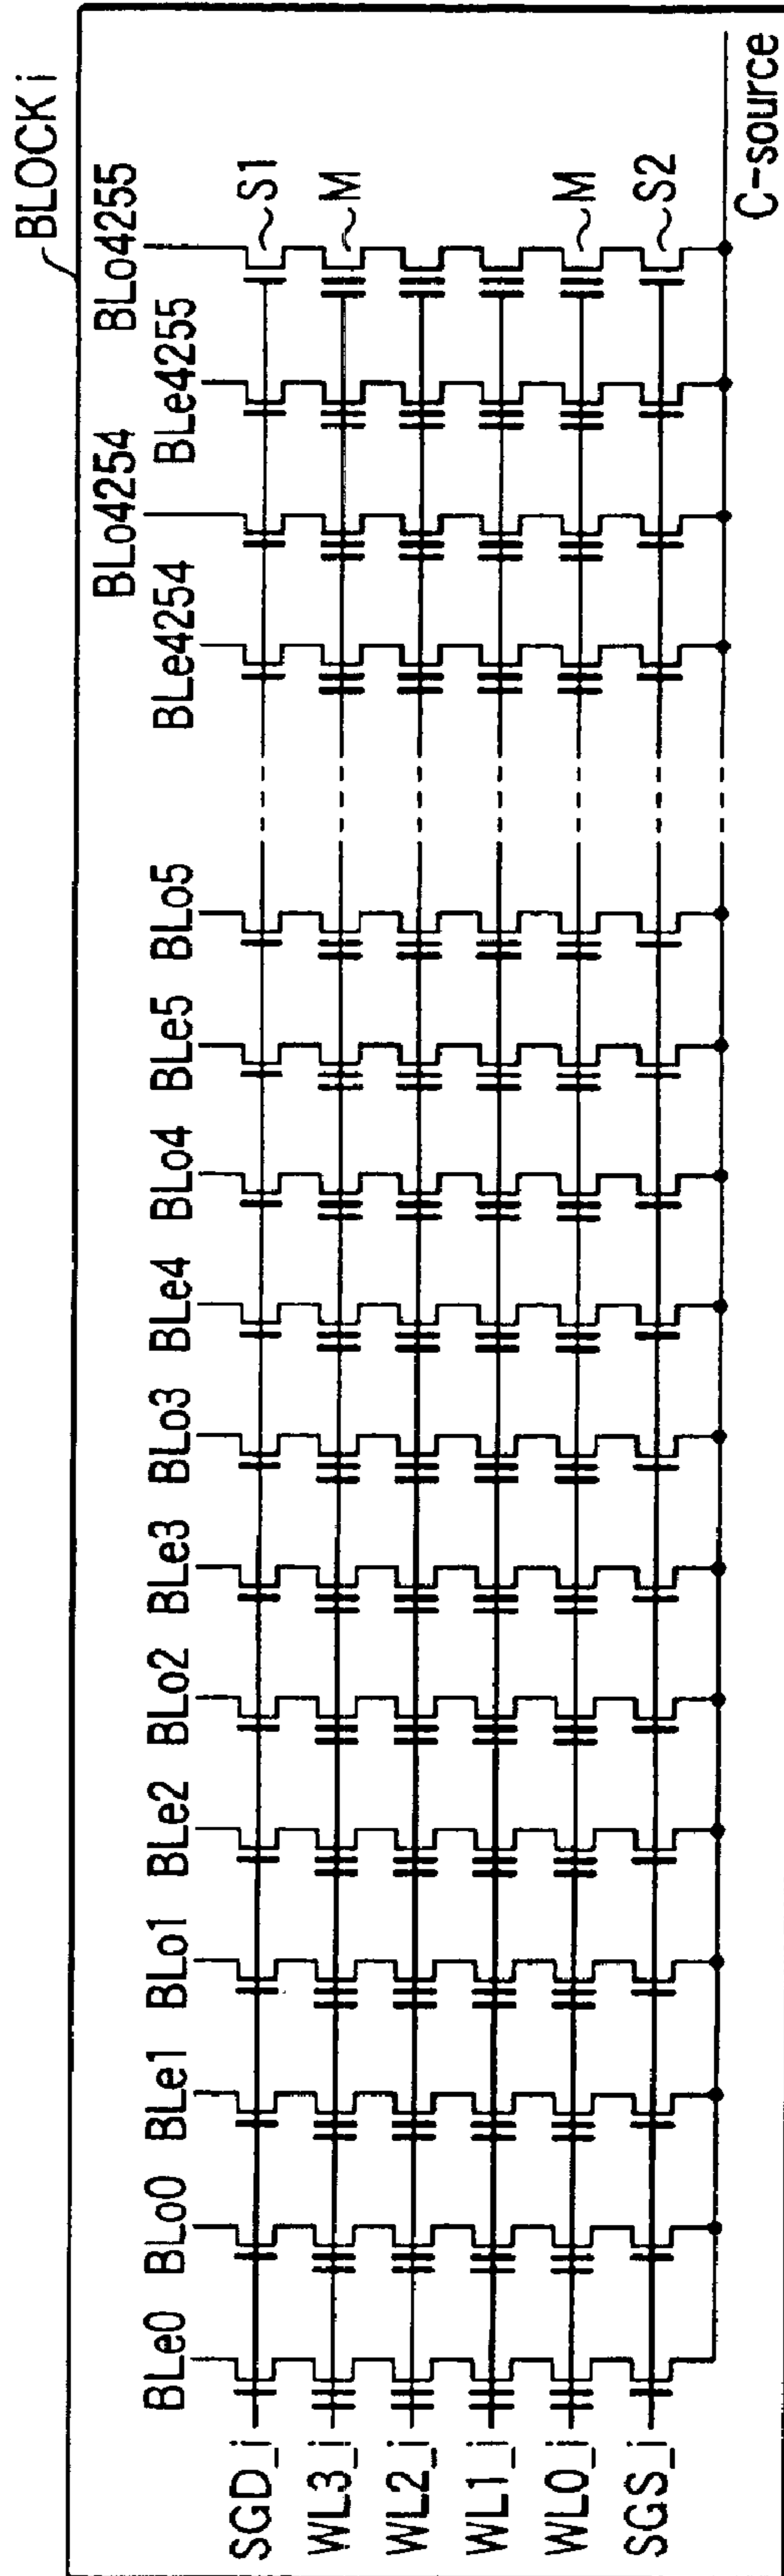 BLOCK i
BLe0
BLo0
BLe1
BLo1
BLe2
BLo2
BLe3
BLo3
BLe4
BLo4
BLe5
BLo5
BLe4254
BLo4254
BLe4255
BLo4255
SGD_i
S1
WL3_i
M
WL2_i
WL1_i
WL0_i
M
SGS_i
S2
C-source